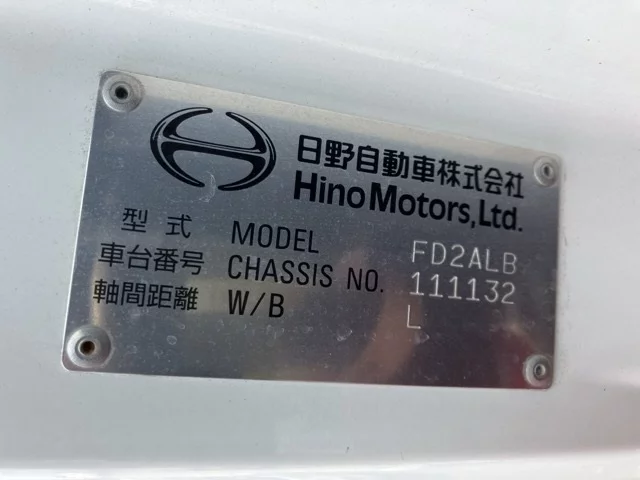 日野自動車株式会社
Hino Motors, Ltd.
型式 MODEL FD2ALB
車台番号 CHASSIS NO. 111132
軸間距離 W/B L